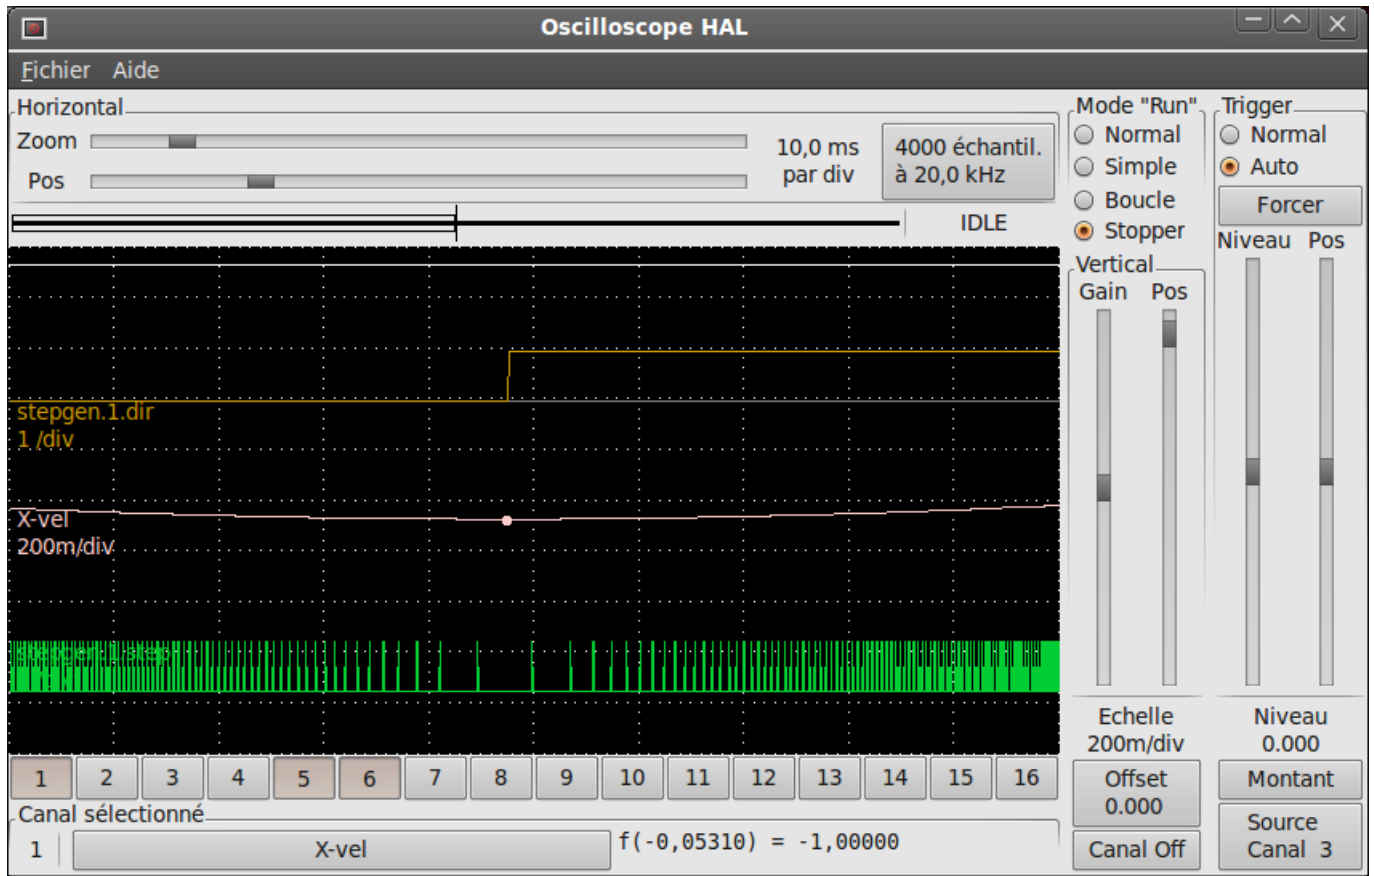 Oscilloscope HAL
Fichier Aide
Horizontal
Zoom
Pos
10,0 ms
par div
4000 échantil.
à 20,0 kHz
IDLE
Mode "Run"
Normal
Simple
Boucle
Stopper
Trigger
Normal
Auto
Forcer
Niveau Pos
Vertical
Gain Pos
stepgen.1.dir
1 /div
X-vel
200m/div
stepgen.1.step
1 2 3 4 5 6 7 8 9 10 11 12 13 14 15 16
Echelle
200m/div
Offset
0.000
Canal Off
Niveau
0.000
Montant
Source
Canal 3
Canal sélectionné
1 X-vel f(-0,05310) = -1,00000